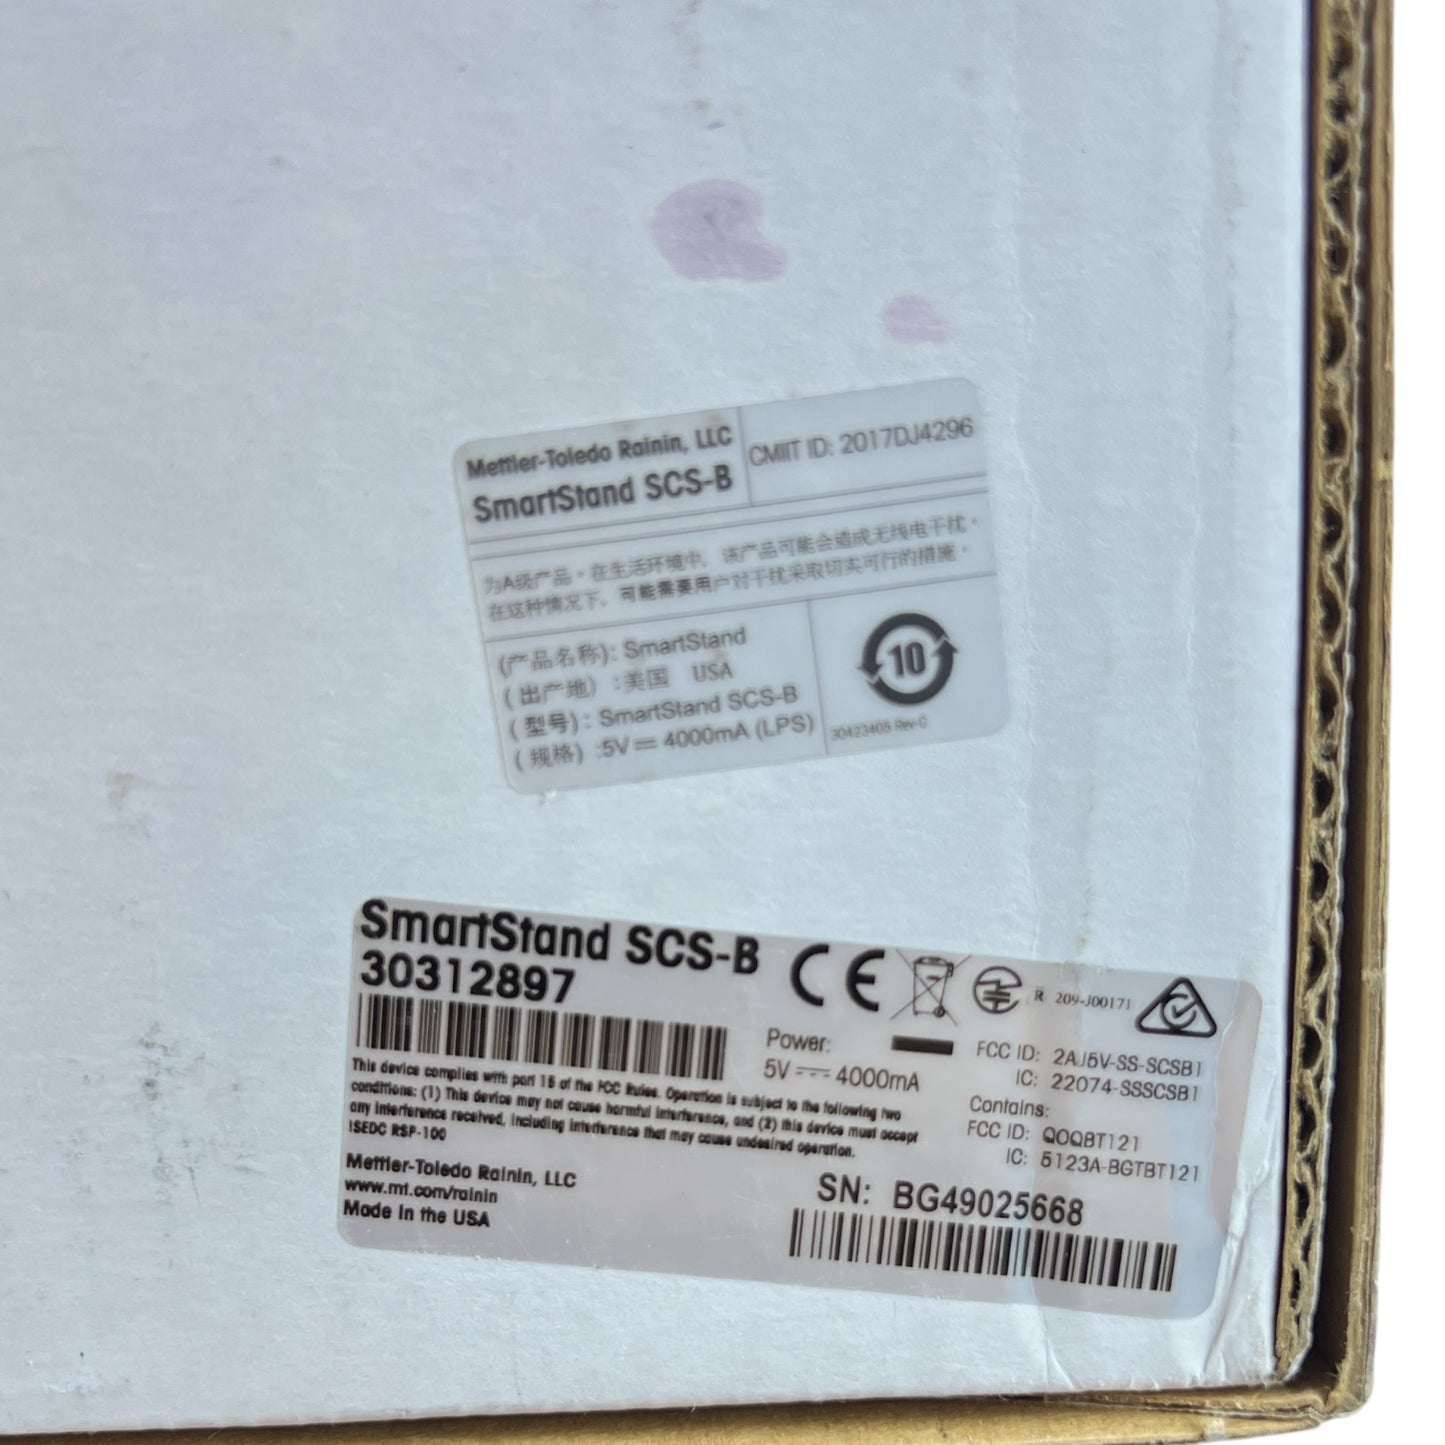 Mettler-Toledo Rainin, LLC
SmartStand SCS-B
CMIIT ID: 2017DJ4296
为A级产品。在生活环境中,该产品可能会造成无线电干扰。
在这种情况下,可能需要用户对干扰采取切实可行的措施。
(产品名称): SmartStand
(出产地) :美国 USA
(型号): SmartStand SCS-B
(规格) :5V⎓4000mA (LPS)
10
30423405 Rev-C
SmartStand SCS-B
30312897
CE
R 209-J00171
Power:
5V⎓4000mA
FCC ID: 2AJ5V-SS-SCSB1
IC: 22074-SSSCSB1
Contains:
FCC ID: QOQBT121
IC: 5123A-BGTBT121
This device complies with part 15 of the FCC Rules. Operation is subject to the following two
conditions: (1) This device may not cause harmful interference, and (2) this device must accept
any interference received, including interference that may cause undesired operation.
ISEDC RSP-100
Mettler-Toledo Rainin, LLC
www.mt.com/rainin
Made in the USA
SN: BG49025668